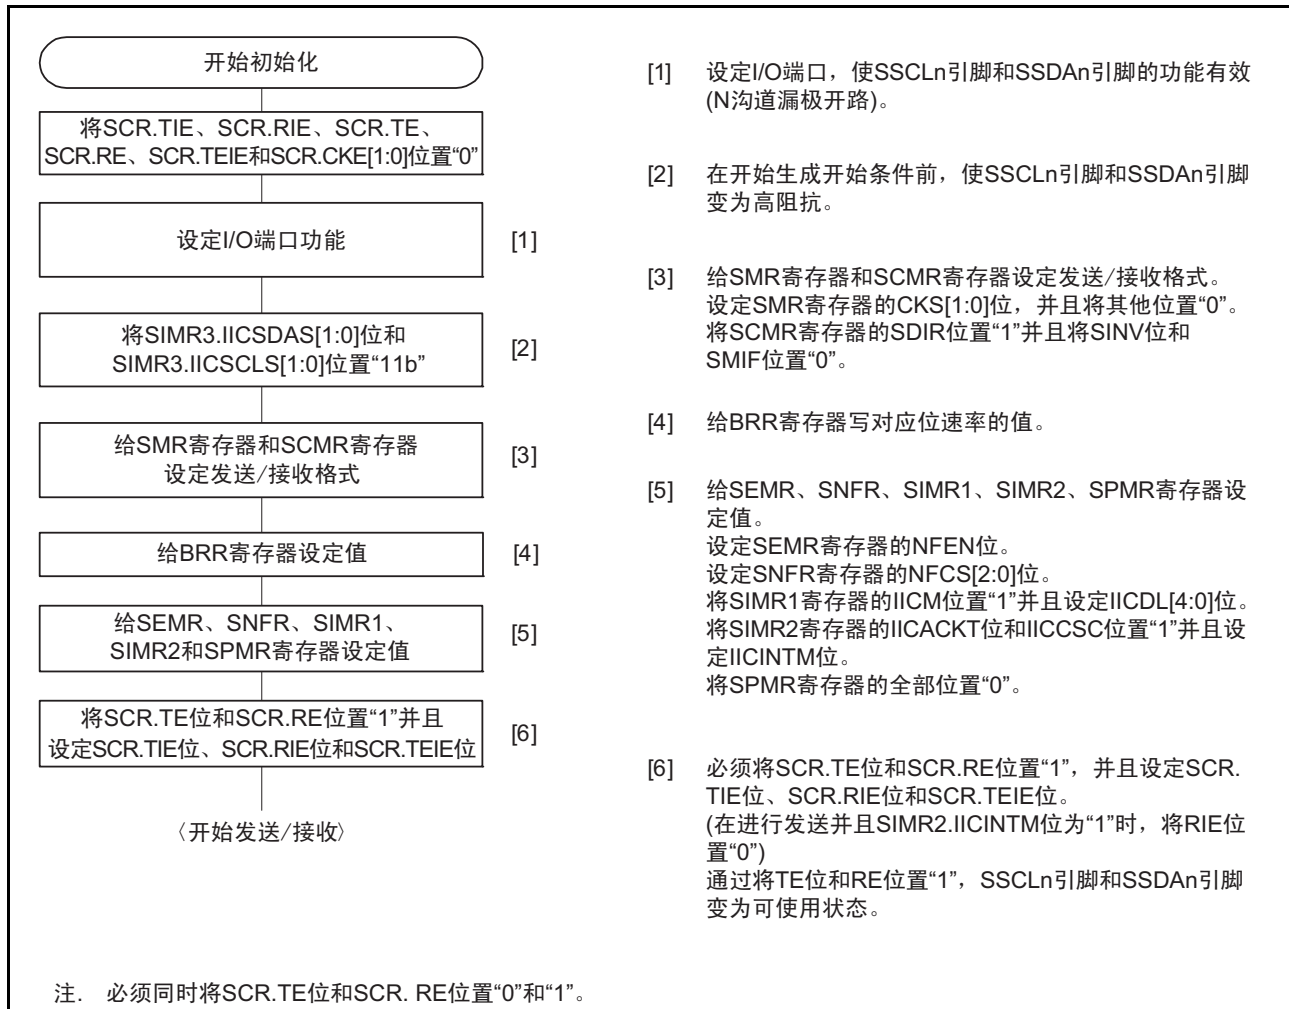 开始初始化
将SCR.TIE、SCR.RIE、SCR.TE、
SCR.RE、SCR.TEIE和SCR.CKE[1:0]位置“0”
设定I/O端口功能
[1]
将SIMR3.IICSDAS[1:0]位和
SIMR3.IICSCLS[1:0]位置“11b”
[2]
给SMR寄存器和SCMR寄存器
设定发送/接收格式
[3]
给BRR寄存器设定值
[4]
给SEMR、SNFR、SIMR1、
SIMR2和SPMR寄存器设定值
[5]
将SCR.TE位和SCR.RE位置“1”并且
设定SCR.TIE位、SCR.RIE位和SCR.TEIE位
[6]
〈开始发送/接收〉
[1] 设定I/O端口，使SSCLn引脚和SSDAn引脚的功能有效
(N沟道漏极开路)。
[2] 在开始生成开始条件前，使SSCLn引脚和SSDAn引脚
变为高阻抗。
[3] 给SMR寄存器和SCMR寄存器设定发送/接收格式。
设定SMR寄存器的CKS[1:0]位，并且将其他位置“0”。
将SCMR寄存器的SDIR位置“1”并且将SINV位和
SMIF位置“0”。
[4] 给BRR寄存器写对应位速率的值。
[5] 给SEMR、SNFR、SIMR1、SIMR2、SPMR寄存器设
定值。
设定SEMR寄存器的NFEN位。
设定SNFR寄存器的NFCS[2:0]位。
将SIMR1寄存器的IICM位置“1”并且设定IICDL[4:0]位。
将SIMR2寄存器的IICACKT位和IICCSC位置“1”并且设
定IICINTM位。
将SPMR寄存器的全部位置“0”。
[6] 必须将SCR.TE位和SCR.RE位置“1”，并且设定SCR.
TIE位、SCR.RIE位和SCR.TEIE位。
(在进行发送并且SIMR2.IICINTM位为“1”时，将RIE位
置“0”)
通过将TE位和RE位置“1”，SSCLn引脚和SSDAn引脚
变为可使用状态。
注. 必须同时将SCR.TE位和SCR. RE位置“0”和“1”。